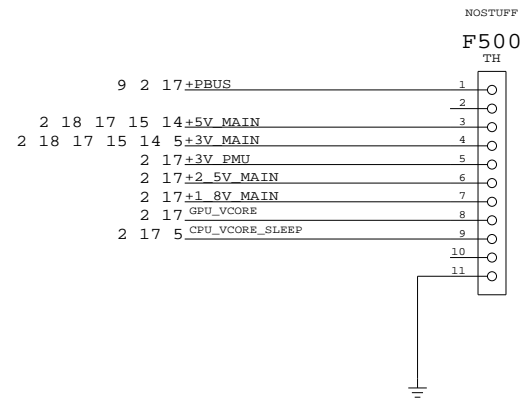 NOSTUFF
F500
TH
9 2 17 +PBUS 1
2
2 18 17 15 14 +5V_MAIN 3
2 18 17 15 14 5 +3V_MAIN 4
2 17 +3V_PMU 5
2 17 +2_5V_MAIN 6
2 17 +1_8V_MAIN 7
2 17 GPU_VCORE 8
2 17 5 CPU_VCORE_SLEEP 9
10
11